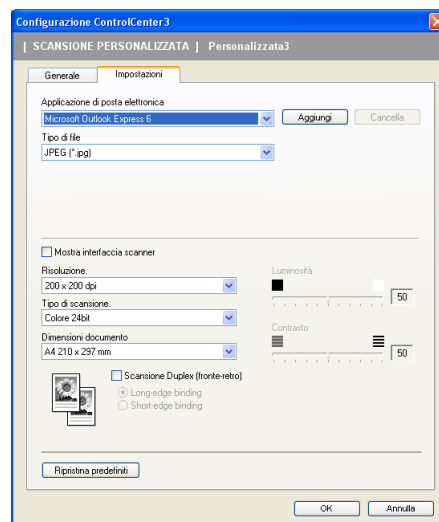 Configurazione ControlCenter3
[ SCANSIONE PERSONALIZZATA ] Personalizzata3
Generale Impostazioni
Applicazione di posta elettronica
Microsoft Outlook Express 6 Aggiungi Cancella
Tipo di file
JPEG (*.jpg)
Mostra interfaccia scanner
Risoluzione. Luminosità
200 x 200 dpi
50
Tipo di scansione.
Colore 24bit
Contrasto
Dimensioni documento
A4 210 x 297 mm 50
Scansione Duplex (fronte-retro)
Long-edge binding
Short-edge binding
Ripristina predefiniti
OK Annulla